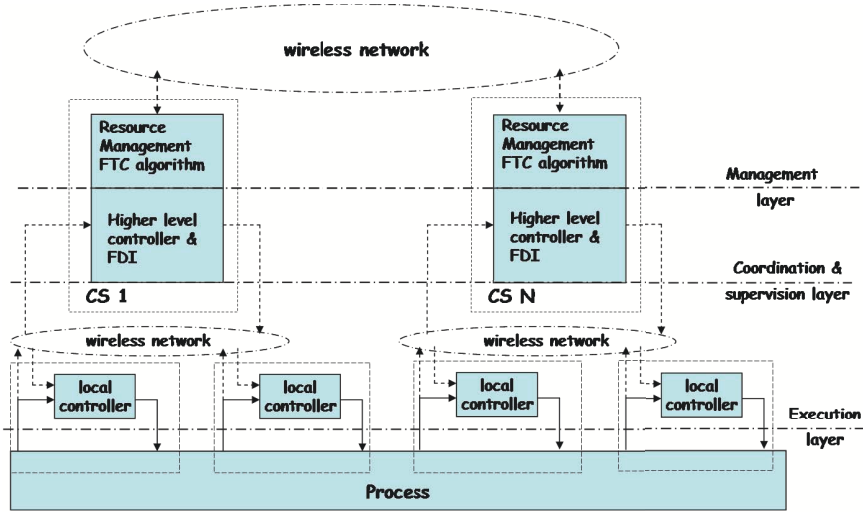 wireless network
Resource
Management
FTC algorithm
Resource
Management
FTC algorithm
Management
layer
Higher level
controller &
FDI
Higher level
controller &
FDI
Coordination &
supervision layer
CS 1
CS N
wireless network
wireless network
local
controller
local
controller
local
controller
local
controller
Execution
layer
Process